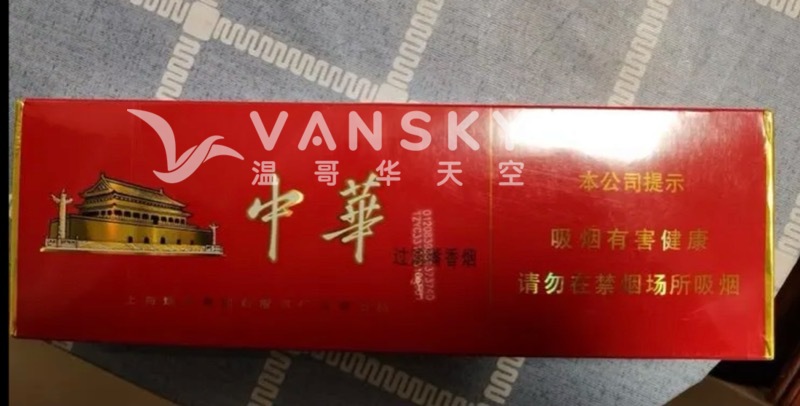 VANSKY
温哥华天空
中華
过滤嘴香烟
本公司提示
吸烟有害健康
请勿在禁烟场所吸烟